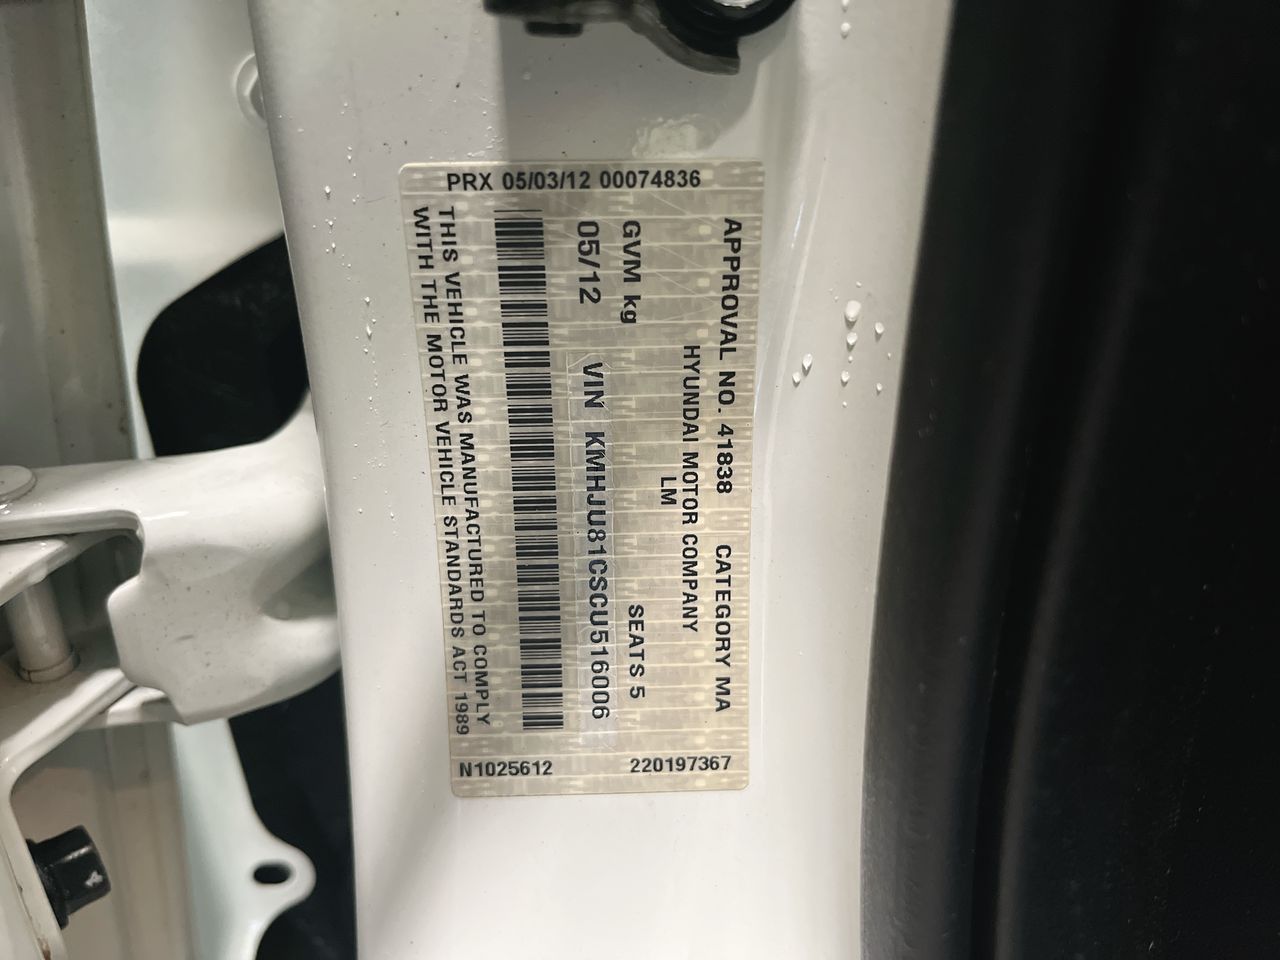 PRX 05/03/12 00074836
APPROVAL NO. 41838 CATEGORY MA
HYUNDAI MOTOR COMPANY
LM
GVM kg SEATS 5
05/12 VIN KMHJU81CSCU516006
THIS VEHICLE WAS MANUFACTURED TO COMPLY
WITH THE MOTOR VEHICLE STANDARDS ACT 1989
N1025612 220197367